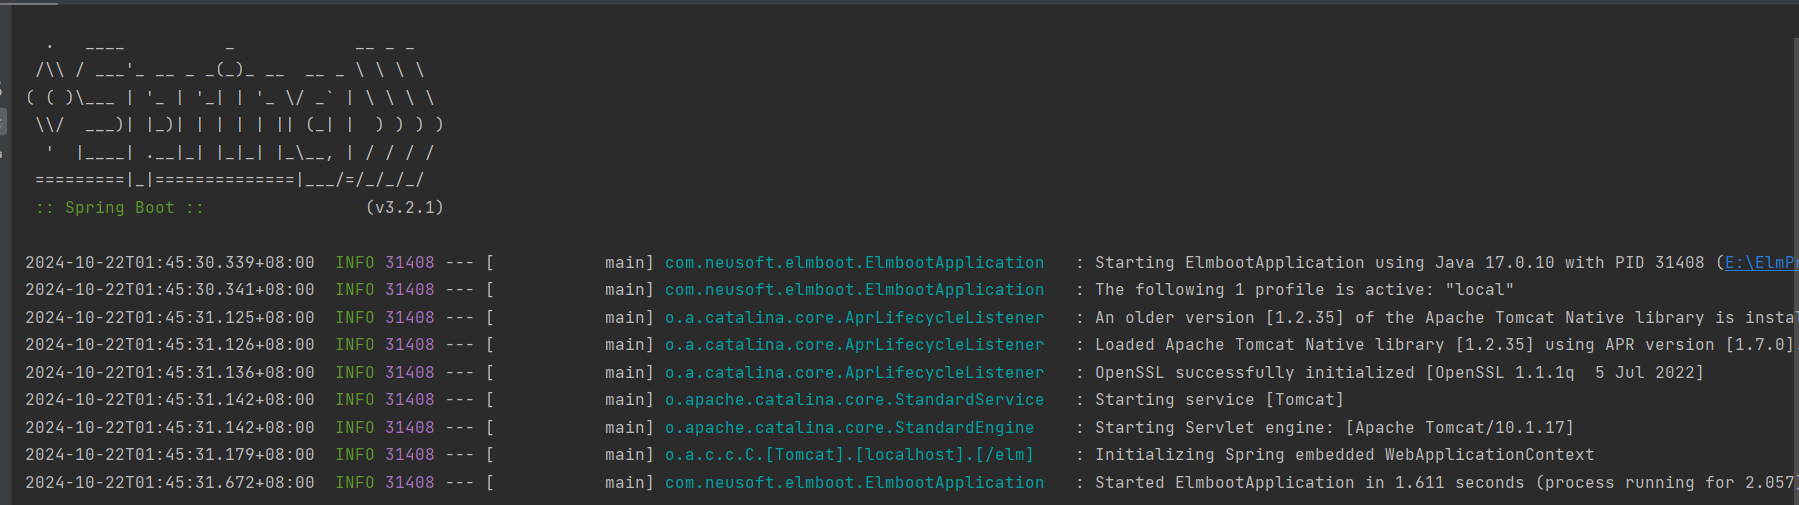 .   ____          _            __ _ _
 /\\ / ___'_ __ _ _(_)_ __  __ _ \ \ \ \
( ( )\___ | '_ | '_| | '_ \/ _` | \ \ \ \
 \\/  ___)| |_)| | | | | || (_| |  ) ) ) )
  '  |____| .__|_| |_|_| |_\__, | / / / /
 =========|_|==============|___/=/_/_/_/
 :: Spring Boot ::                (v3.2.1)
2024-10-22T01:45:30.339+08:00  INFO 31408 --- [           main] com.neusoft.elmboot.ElmbootApplication   : Starting ElmbootApplication using Java 17.0.10 with PID 31408 (E:\ElmPr
2024-10-22T01:45:30.341+08:00  INFO 31408 --- [           main] com.neusoft.elmboot.ElmbootApplication   : The following 1 profile is active: "local"
2024-10-22T01:45:31.125+08:00  INFO 31408 --- [           main] o.a.catalina.core.AprLifecycleListener   : An older version [1.2.35] of the Apache Tomcat Native library is instal
2024-10-22T01:45:31.126+08:00  INFO 31408 --- [           main] o.a.catalina.core.AprLifecycleListener   : Loaded Apache Tomcat Native library [1.2.35] using APR version [1.7.0].
2024-10-22T01:45:31.136+08:00  INFO 31408 --- [           main] o.a.catalina.core.AprLifecycleListener   : OpenSSL successfully initialized [OpenSSL 1.1.1q  5 Jul 2022]
2024-10-22T01:45:31.142+08:00  INFO 31408 --- [           main] o.apache.catalina.core.StandardService   : Starting service [Tomcat]
2024-10-22T01:45:31.142+08:00  INFO 31408 --- [           main] o.apache.catalina.core.StandardEngine    : Starting Servlet engine: [Apache Tomcat/10.1.17]
2024-10-22T01:45:31.179+08:00  INFO 31408 --- [           main] o.a.c.c.C.[Tomcat].[localhost].[/elm]    : Initializing Spring embedded WebApplicationContext
2024-10-22T01:45:31.672+08:00  INFO 31408 --- [           main] com.neusoft.elmboot.ElmbootApplication   : Started ElmbootApplication in 1.611 seconds (process running for 2.057)